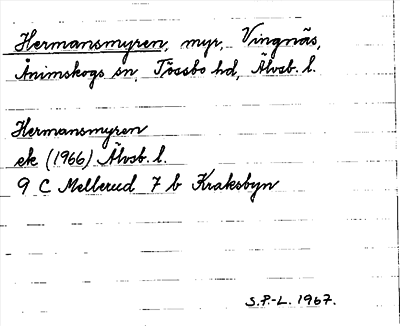 Hermansmyren, myr, Vingnäs,
Ånimskogs sn, Tössbo hd, Älvsb. l.
Hermansmyren
ek (1966) Älvsb. l.
9 C Mellerud 7 b Kraksbyn
S.P.-L. 1967.